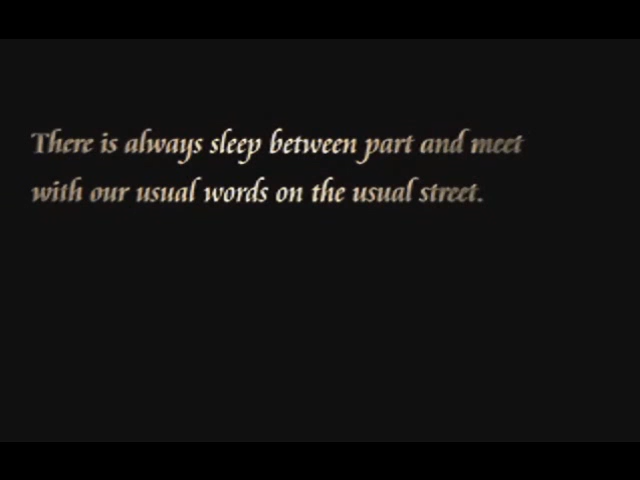 There is always sleep between part and meet
with our usual words on the usual street.